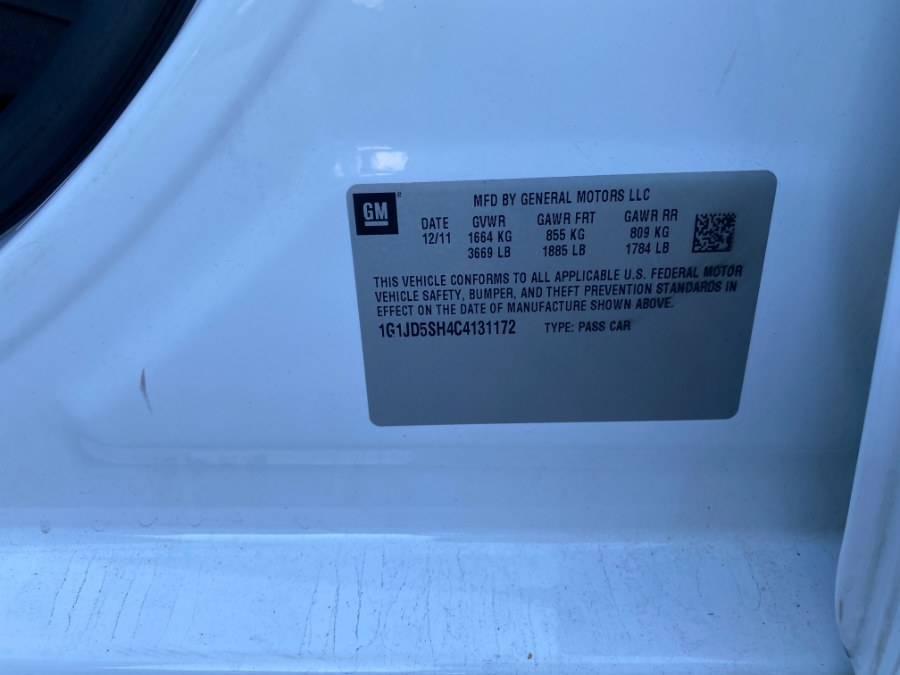 GM
MFD BY GENERAL MOTORS LLC
DATE GVWR GAWR FRT GAWR RR
12/11 1664 KG 855 KG 809 KG
3669 LB 1885 LB 1784 LB
THIS VEHICLE CONFORMS TO ALL APPLICABLE U.S. FEDERAL MOTOR
VEHICLE SAFETY, BUMPER, AND THEFT PREVENTION STANDARDS IN
EFFECT ON THE DATE OF MANUFACTURE SHOWN ABOVE.
1G1JD5SH4C4131172 TYPE: PASS CAR